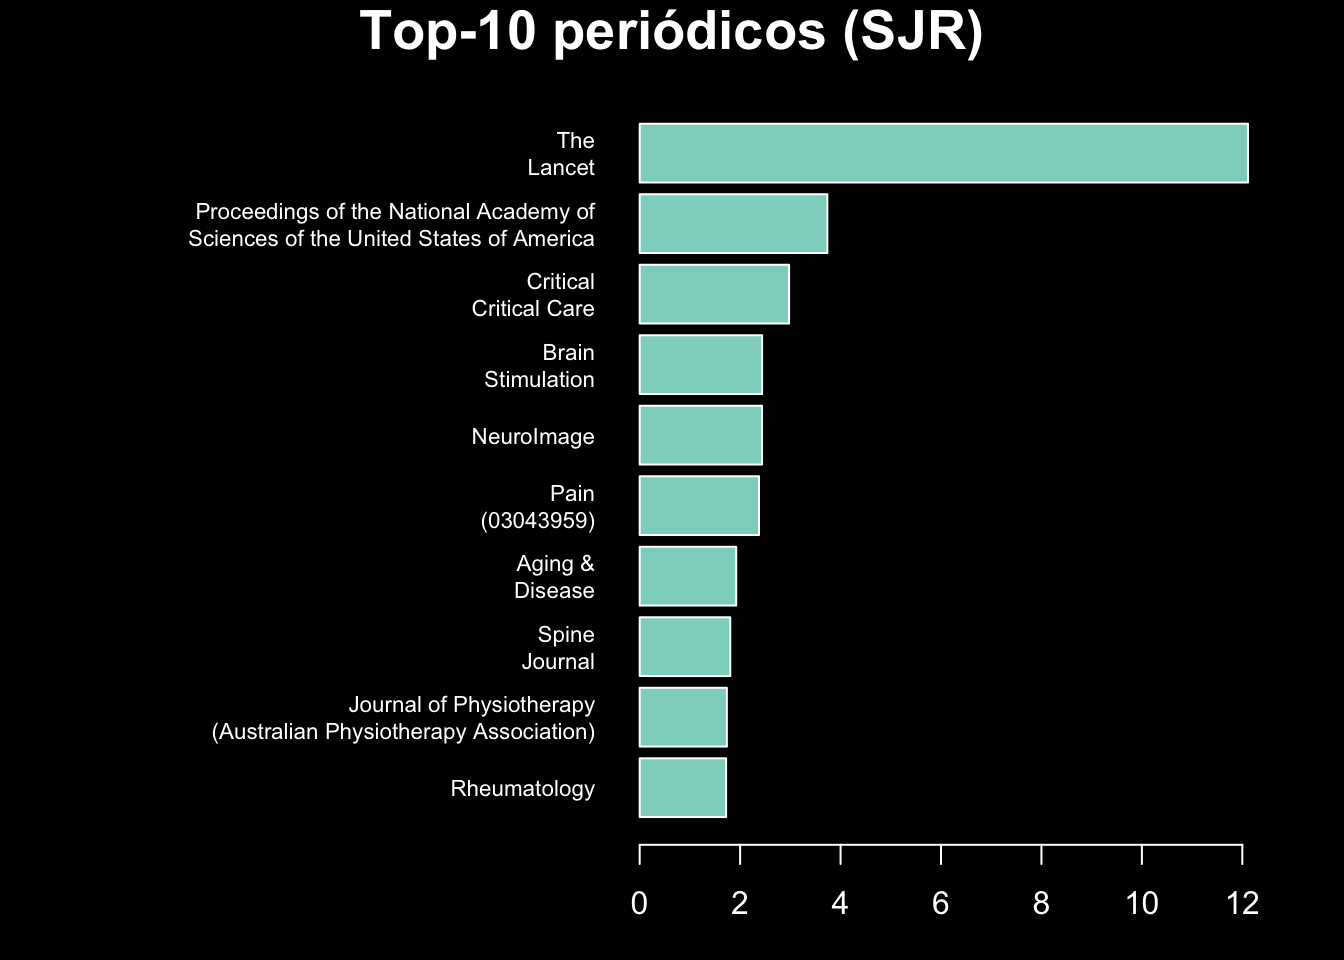 Top-10 periódicos (SJR)
The
Lancet
Proceedings of the National Academy of
Sciences of the United States of America
Critical
Critical Care
Brain
Stimulation
NeuroImage
Pain
(03043959)
Aging &
Disease
Spine
Journal
Journal of Physiotherapy
(Australian Physiotherapy Association)
Rheumatology
0 2 4 6 8 10 12